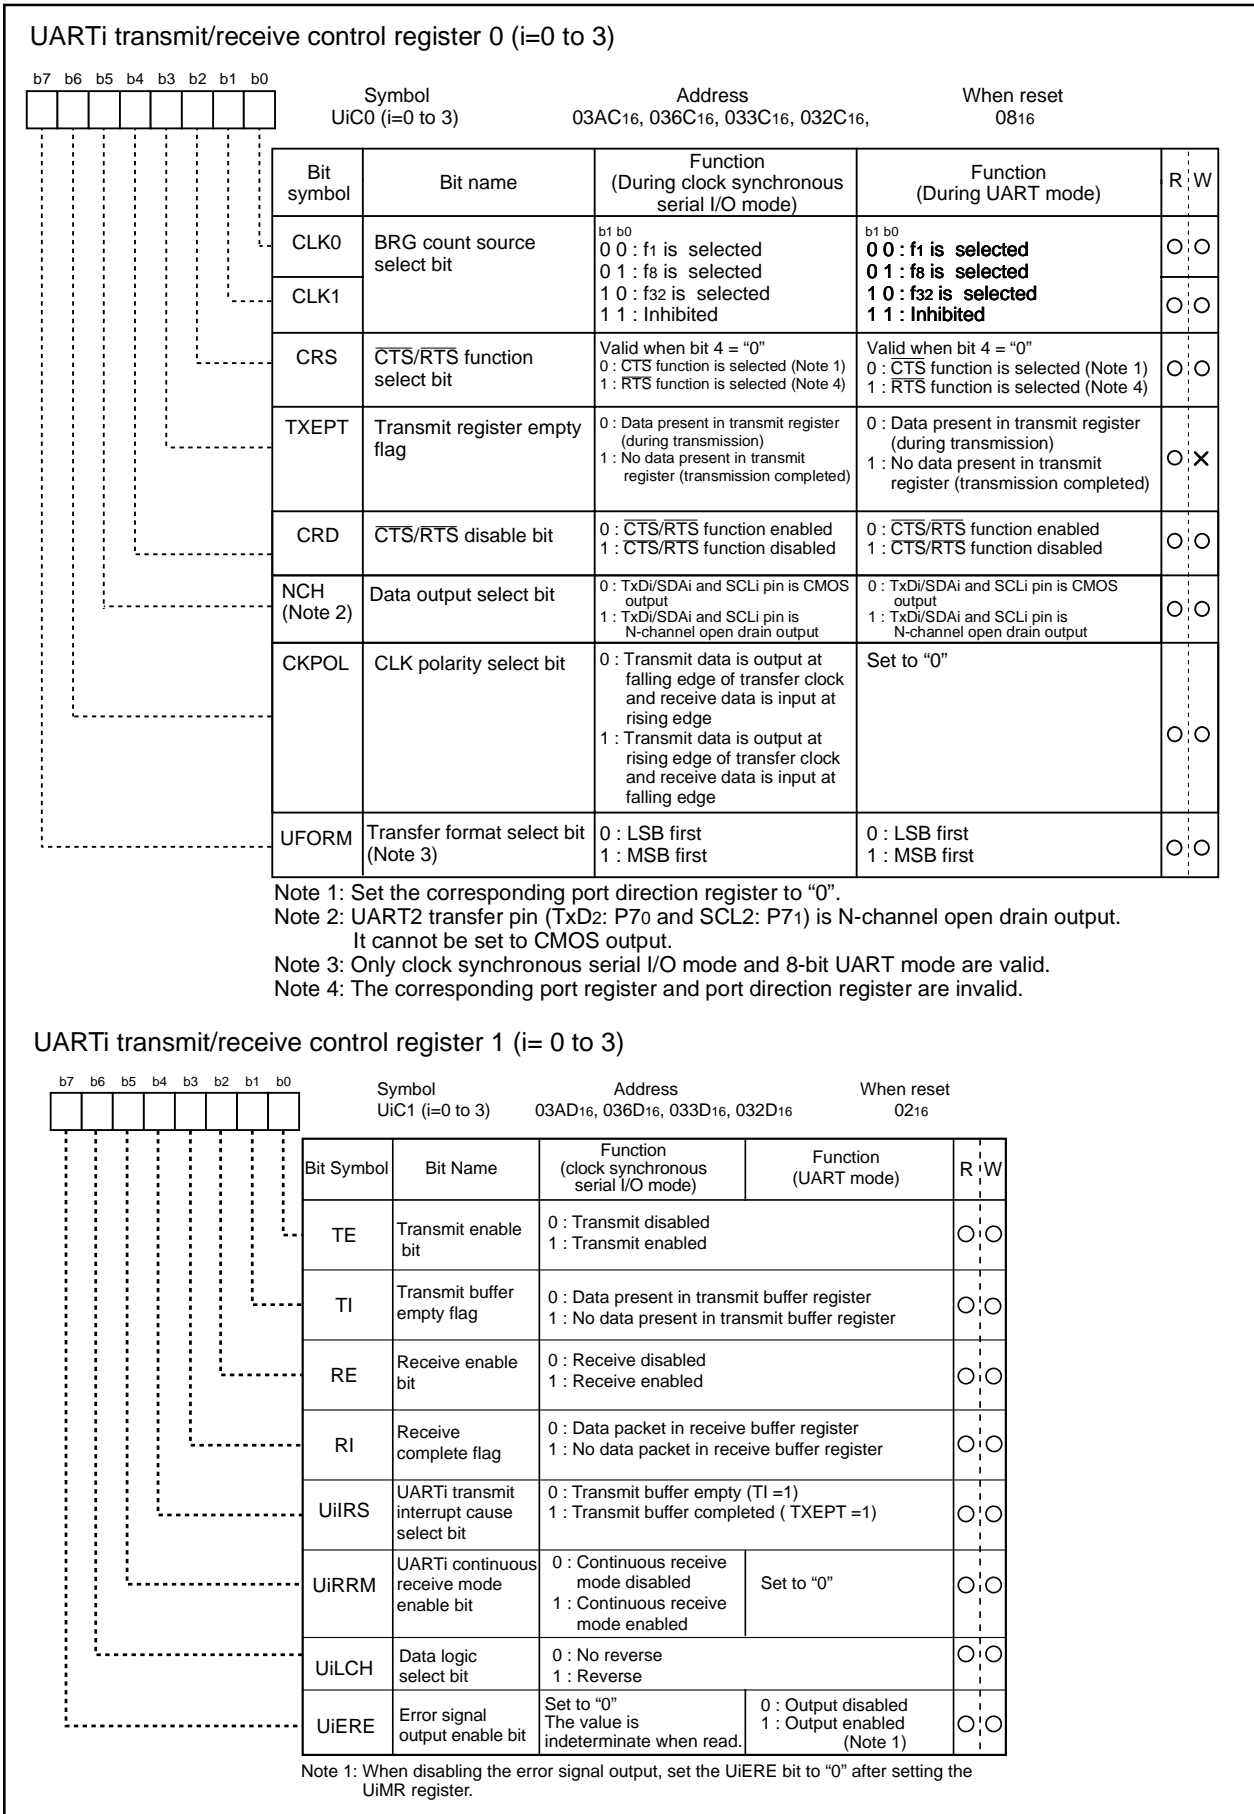 UARTi transmit/receive control register 0 (i=0 to 3)
b7 b6 b5 b4 b3 b2 b1 b0
Symbol Address When reset
UiC0 (i=0 to 3) 03AC16, 036C16, 033C16, 032C16, 0816
Bit symbol Bit name Function (During clock synchronous serial I/O mode) Function (During UART mode) R W
CLK0 BRG count source select bit
CLK1
b1 b0
0 0 : f1 is selected
0 1 : f8 is selected
1 0 : f32 is selected
1 1 : Inhibited
b1 b0
0 0 : f1 is selected
0 1 : f8 is selected
1 0 : f32 is selected
1 1 : Inhibited
CRS CTS/RTS function select bit
Valid when bit 4 = “0”
0 : CTS function is selected (Note 1)
1 : RTS function is selected (Note 4)
Valid when bit 4 = “0”
0 : CTS function is selected (Note 1)
1 : RTS function is selected (Note 4)
TXEPT Transmit register empty flag
0 : Data present in transmit register
(during transmission)
1 : No data present in transmit
register (transmission completed)
0 : Data present in transmit register
(during transmission)
1 : No data present in transmit
register (transmission completed)
CRD CTS/RTS disable bit
0 : CTS/RTS function enabled
1 : CTS/RTS function disabled
0 : CTS/RTS function enabled
1 : CTS/RTS function disabled
NCH (Note 2) Data output select bit
0 : TxDi/SDAi and SCLi pin is CMOS
output
1 : TxDi/SDAi and SCLi pin is
N-channel open drain output
0 : TxDi/SDAi and SCLi pin is CMOS
output
1 : TxDi/SDAi and SCLi pin is
N-channel open drain output
CKPOL CLK polarity select bit
0 : Transmit data is output at
falling edge of transfer clock
and receive data is input at
rising edge
1 : Transmit data is output at
rising edge of transfer clock
and receive data is input at
falling edge
Set to “0”
UFORM Transfer format select bit (Note 3)
0 : LSB first
1 : MSB first
0 : LSB first
1 : MSB first
Note 1: Set the corresponding port direction register to “0”.
Note 2: UART2 transfer pin (TxD2: P70 and SCL2: P71) is N-channel open drain output.
It cannot be set to CMOS output.
Note 3: Only clock synchronous serial I/O mode and 8-bit UART mode are valid.
Note 4: The corresponding port register and port direction register are invalid.
UARTi transmit/receive control register 1 (i= 0 to 3)
b7 b6 b5 b4 b3 b2 b1 b0
Symbol Address When reset
UiC1 (i=0 to 3) 03AD16, 036D16, 033D16, 032D16 0216
Bit Symbol Bit Name Function (clock synchronous serial I/O mode) Function (UART mode) R W
TE Transmit enable bit
0 : Transmit disabled
1 : Transmit enabled
TI Transmit buffer empty flag
0 : Data present in transmit buffer register
1 : No data present in transmit buffer register
RE Receive enable bit
0 : Receive disabled
1 : Receive enabled
RI Receive complete flag
0 : Data packet in receive buffer register
1 : No data packet in receive buffer register
UiIRS UARTi transmit interrupt cause select bit
0 : Transmit buffer empty (TI =1)
1 : Transmit buffer completed ( TXEPT =1)
UiRRM UARTi continuous receive mode enable bit
0 : Continuous receive
mode disabled
1 : Continuous receive
mode enabled
Set to “0”
UiLCH Data logic select bit
0 : No reverse
1 : Reverse
UiERE Error signal output enable bit
Set to “0”
The value is
indeterminate when read.
0 : Output disabled
1 : Output enabled
(Note 1)
Note 1: When disabling the error signal output, set the UiERE bit to “0” after setting the
UiMR register.